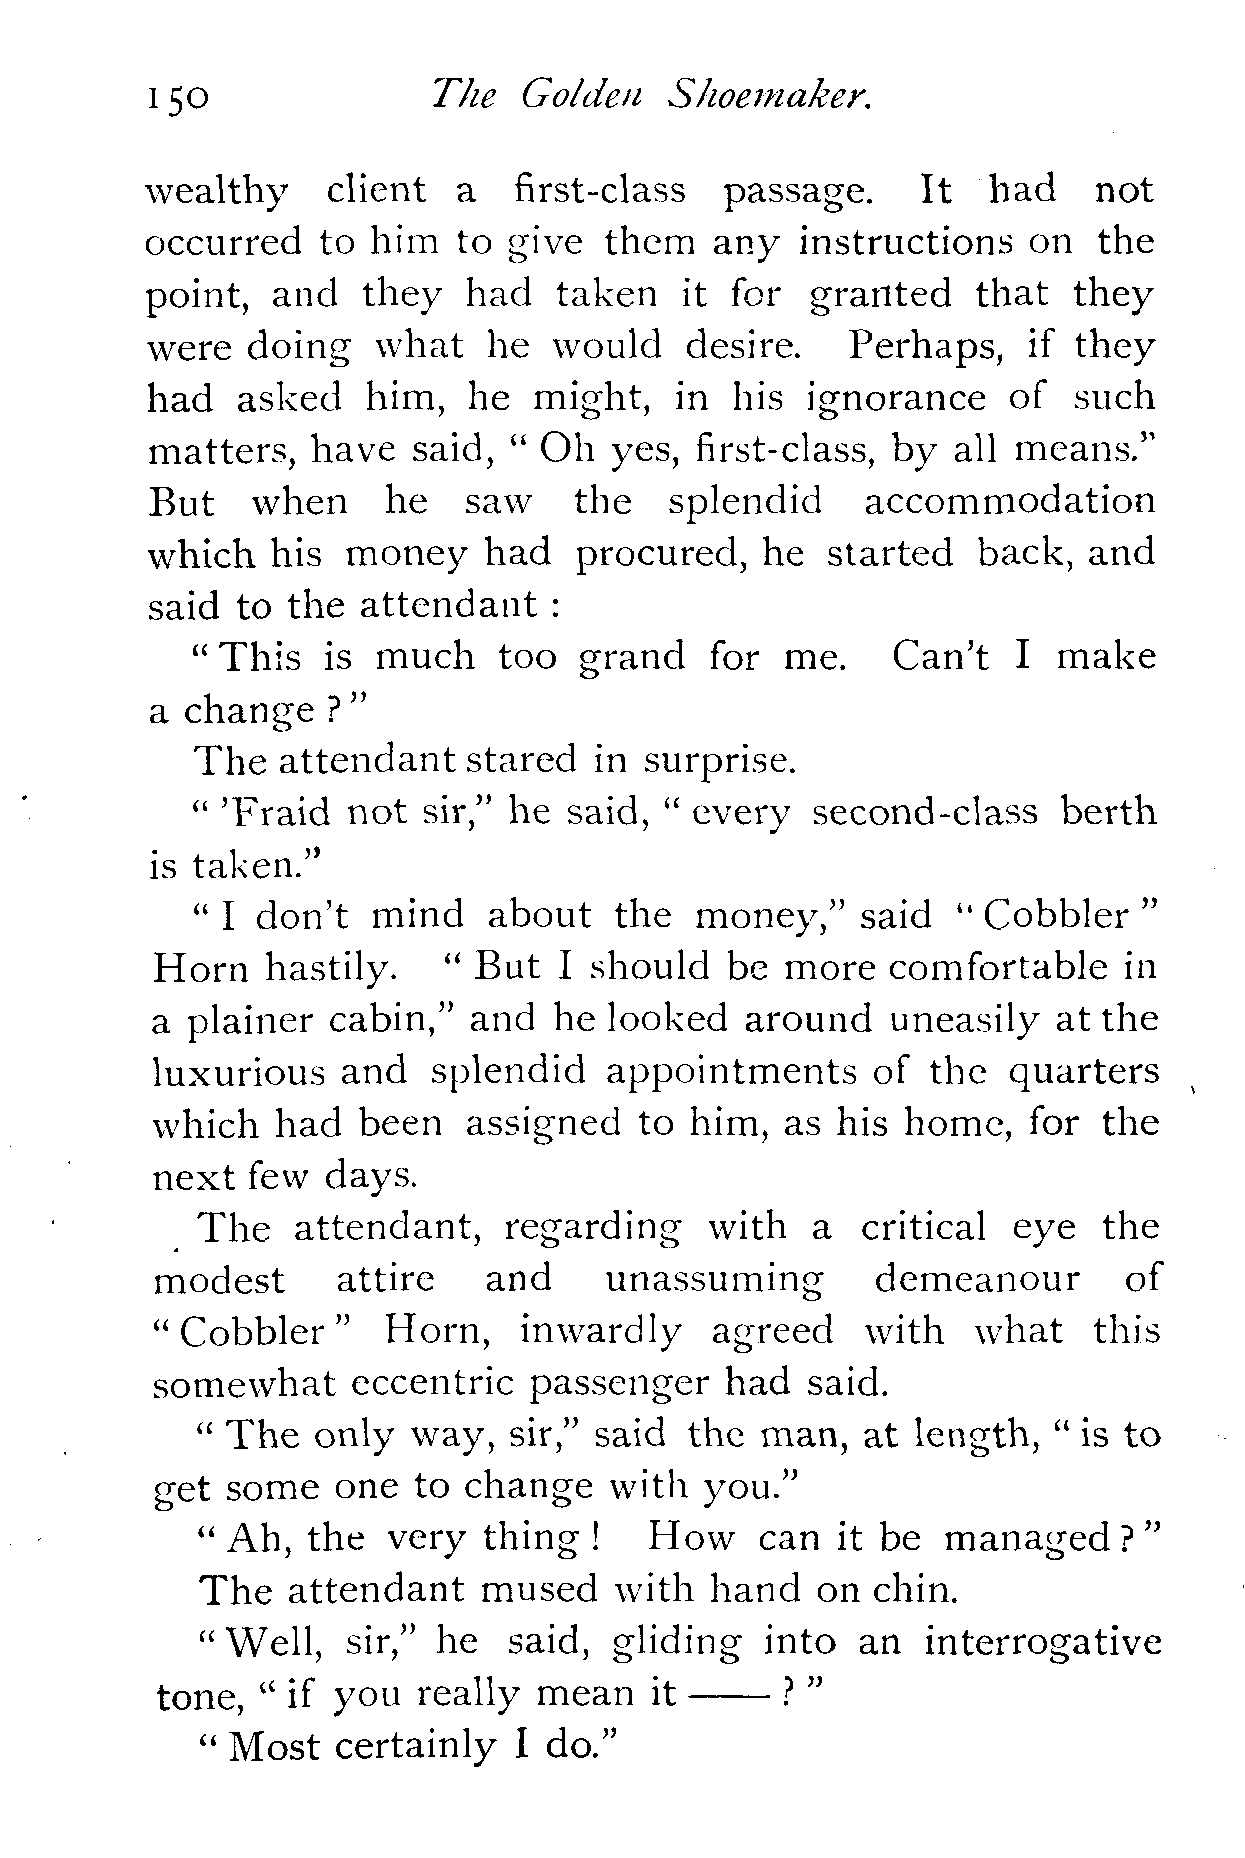 150 The Golden Shoemaker.
wealthy client a first-class passage. It had not
occurred to him to give them any instructions on the
point, and they had taken it for granted that they
were doing what he would desire. Perhaps, if they
had asked him, he might, in his ignorance of such
matters, have said, “ Oh yes, first-class, by all means.”
But when he saw the splendid accommodation
which his money had procured, he started back, and
said to the attendant :
“ This is much too grand for me. Can’t I make
a change ? ”
The attendant stared in surprise.
“ ’Fraid not sir,” he said, “ every second-class berth
is taken.”
“ I don’t mind about the money,” said “ Cobbler ”
Horn hastily. “ But I should be more comfortable in
a plainer cabin,” and he looked around uneasily at the
luxurious and splendid appointments of the quarters
which had been assigned to him, as his home, for the
next few days.
The attendant, regarding with a critical eye the
modest attire and unassuming demeanour of
“ Cobbler ” Horn, inwardly agreed with what this
somewhat eccentric passenger had said.
“ The only way, sir,” said the man, at length, “ is to
get some one to change with you.”
“ Ah, the very thing ! How can it be managed ? ”
The attendant mused with hand on chin.
“ Well, sir,” he said, gliding into an interrogative
tone, “ if you really mean it —— ? ”
“ Most certainly I do.”